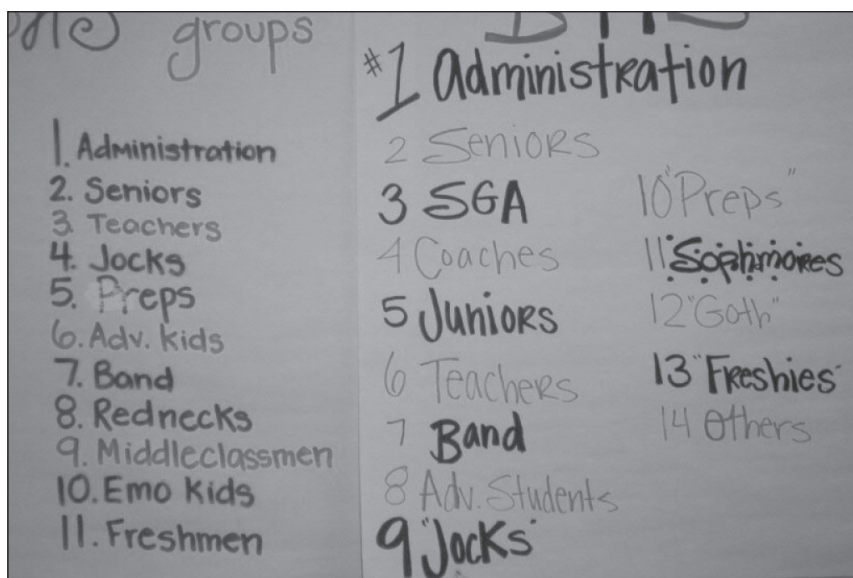 groups
1. Administration
2. Seniors
3. Teachers
4. Jocks
5. Preps
6. Adv. Kids
7. Band
8. Rednecks
9. Middleclassmen
10. Emo Kids
11. Freshmen
#1 Administration
2 Seniors
3 SGA
4 Coaches
5 Juniors
6 Teachers
7 Band
8 Adv. Students
9 "Jocks"
10 "Preps"
11 Sophmores
12 "Goth"
13 "Freshies"
14 Others